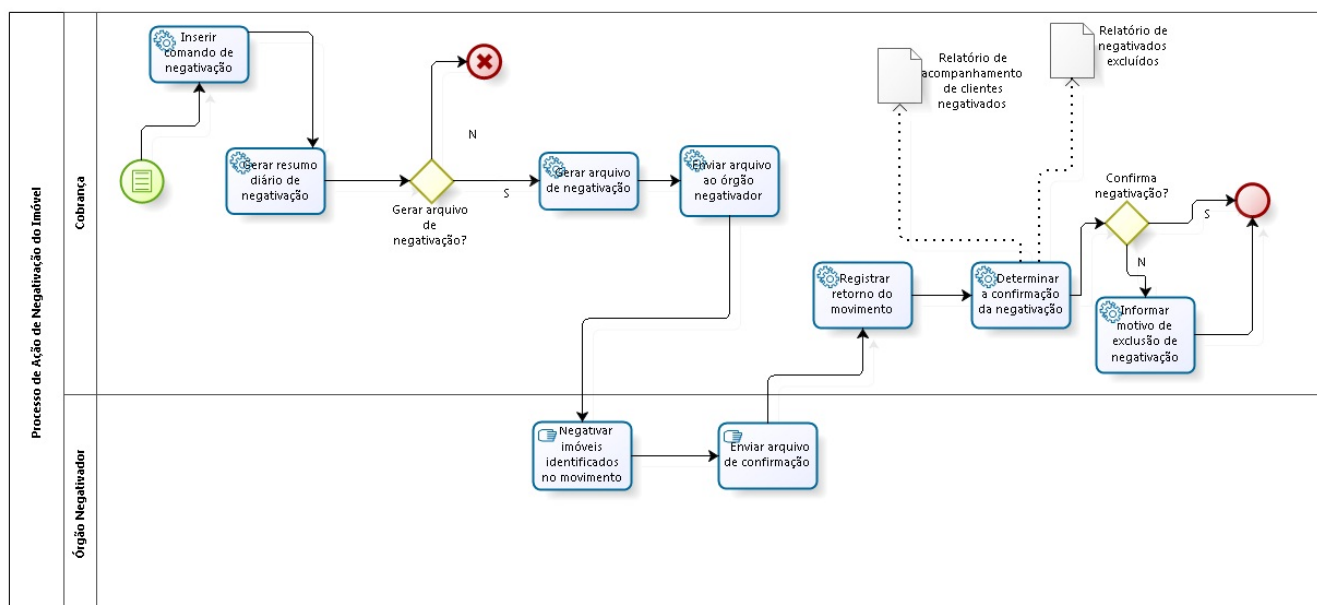 Processo de Ação de Negativação do Imóvel
Cobrança
Inserir
comando de
negativação
Gerar resumo
diário de
negativação
N
Gerar arquivo
de
negativação?
S
Gerar arquivo
de negativação
Enviar arquivo
ao órgão
negativador
Registrar
retorno do
movimento
Relatório de
acompanhamento
de clientes
negativados
Relatório de
negativados
excluídos
Determinar
a confirmação
da negativação
Confirma
negativação?
S
N
Informar
motivo de
exclusão de
negativação
Órgão Negativador
Negativar
imóveis
identificados
no movimento
Enviar arquivo
de confirmação